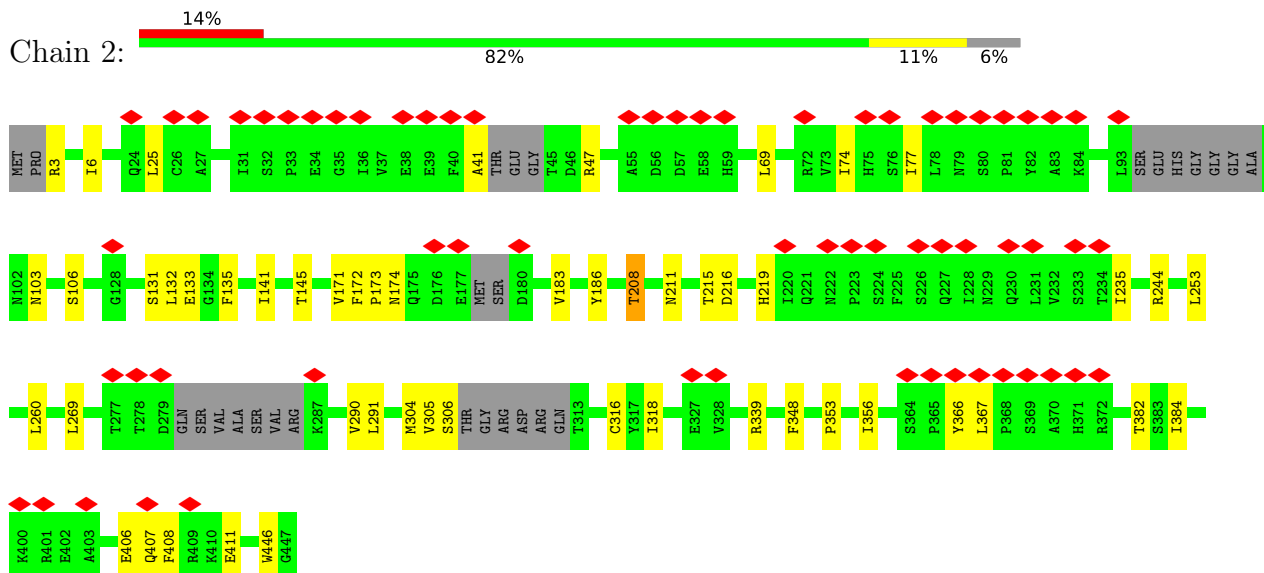 14%
Chain 2:
82% 11% 6%
MET PRO R3 I6 Q24 L25 C26 A27 I31 S32 P33 E34 G35 I36 V37 E38 E39 F40 A41 THR GLU GLY T45 D46 R47 A55 D56 D57 E58 H59 L69 R72 V73 I74 H75 S76 I77 L78 N79 S80 P81 Y82 A83 K84 L93 SER GLU HIS GLY GLY GLY ALA
N102 N103 S106 G128 S131 L132 E133 G134 F135 I141 T145 V171 F172 P173 N174 Q175 D176 E177 MET SER D180 V183 Y186 T208 N211 T215 D216 H219 I220 Q221 N222 P223 S224 F225 S226 Q227 I228 N229 Q230 L231 V232 S233 T234 I235 R244 L253
L260 L269 T277 T278 D279 GLN SER VAL ALA SER VAL ARG K287 V290 L291 M304 V305 S306 THR GLY ARG ASP ARG GLN T313 C316 Y317 I318 E327 V328 R339 F348 P353 I356 S364 P365 Y366 L367 P368 S369 A370 H371 R372 T382 S383 I384
K400 R401 E402 A403 E406 Q407 F408 R409 K410 E411 W446 G447